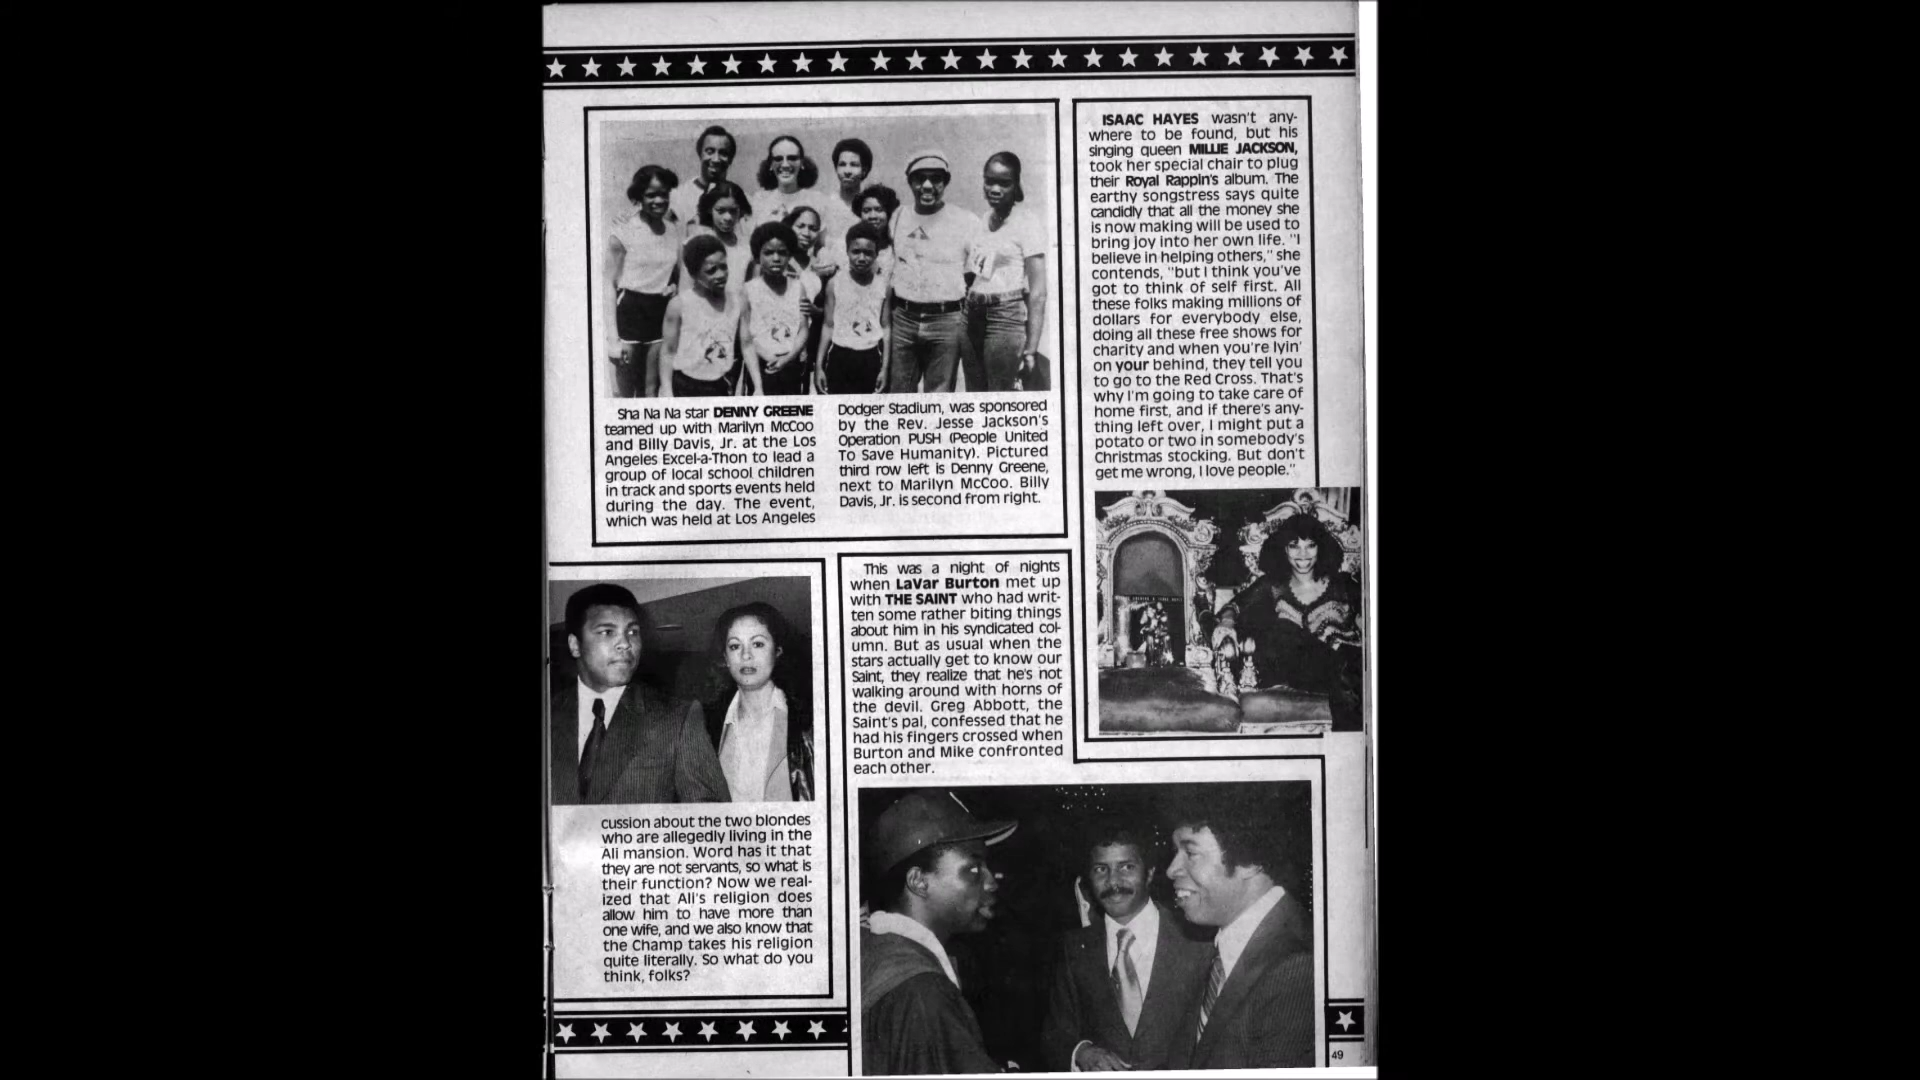 Sha Na Na star DENNY GREENE
teamed up with Marilyn McCoo
and Billy Davis, Jr. at the Los
Angeles Excel-a-Thon to lead a
group of local school children
in track and sports events held
during the day. The event,
which was held at Los Angeles
Dodger Stadium, was sponsored
by the Rev. Jesse Jackson's
Operation PUSH (People United
To Save Humanity). Pictured
third row left is Denny Greene,
next to Marilyn McCoo. Billy
Davis, Jr. is second from right.
ISAAC HAYES wasn't any-
where to be found, but his
singing queen MILLIE JACKSON,
took her special chair to plug
their Royal Rappin's album. The
earthy songstress says quite
candidly that all the money she
is now making will be used to
bring joy into her own life. "I
believe in helping others," she
contends, "but I think you've
got to think of self first. All
these folks making millions of
dollars for everybody else,
doing all these free shows for
charity and when you're lyin'
on your behind, they tell you
to go to the Red Cross. That's
why I'm going to take care of
home first, and if there's any-
thing left over, I might put a
potato or two in somebody's
Christmas stocking. But don't
get me wrong, I love people."
cussion about the two blondes
who are allegedly living in the
Ali mansion. Word has it that
they are not servants, so what is
their function? Now we real-
ized that Ali's religion does
allow him to have more than
one wife, and we also know that
the Champ takes his religion
quite literally. So what do you
think, folks?
This was a night of nights
when LaVar Burton met up
with THE SAINT who had writ-
ten some rather biting things
about him in his syndicated col-
umn. But as usual when the
stars actually get to know our
Saint, they realize that he's not
walking around with horns of
the devil. Greg Abbott, the
Saint's pal, confessed that he
had his fingers crossed when
Burton and Mike confronted
each other.
49